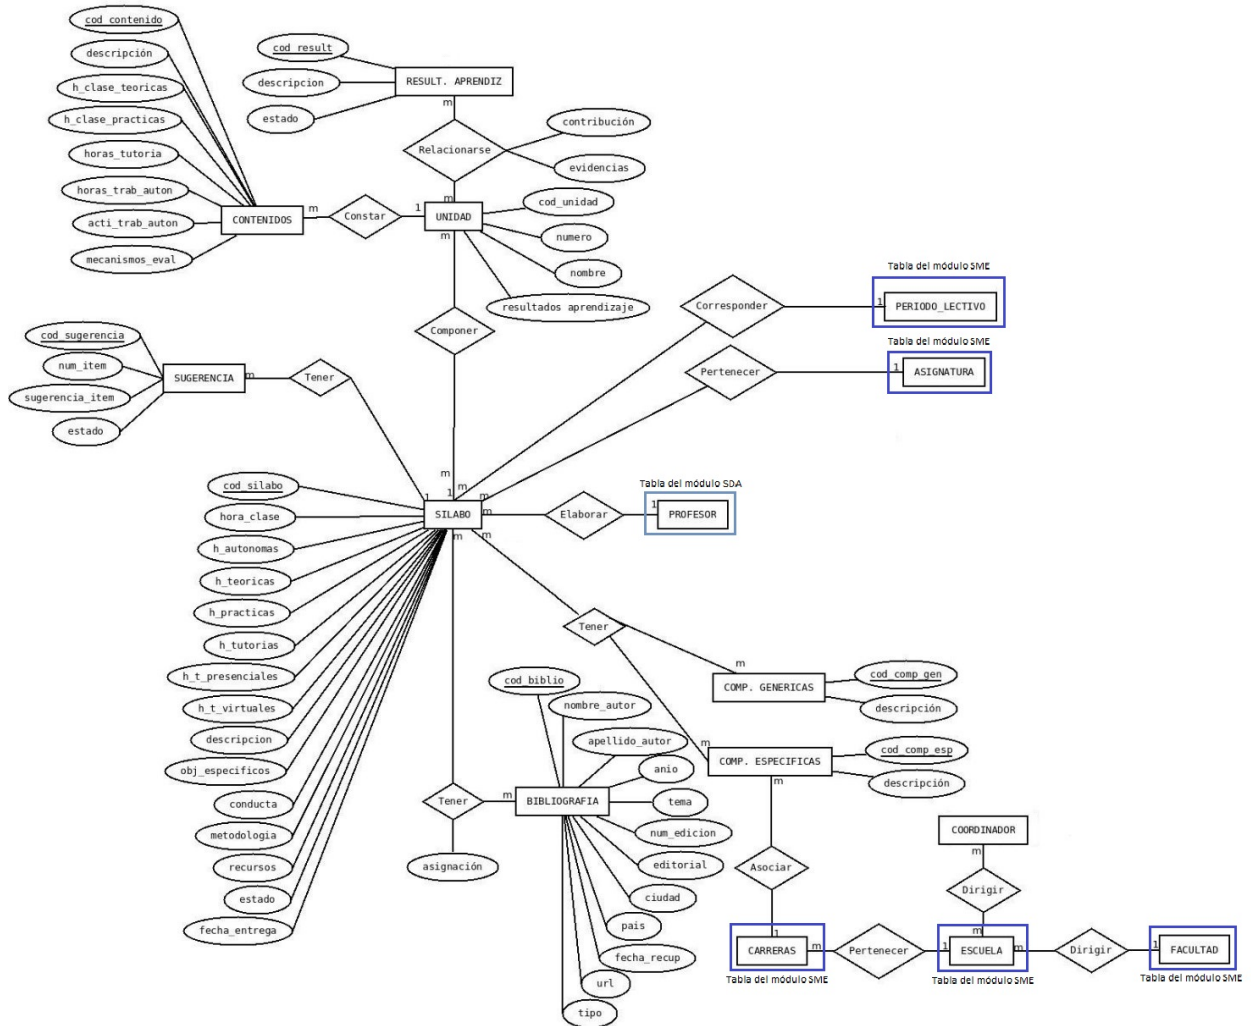 cod_contenido
descripción
h_clase_teoricas
h_clase_practicas
horas_tutoria
horas_trab_auton
acti_trab_auton
mecanismos_eval
CONTENIDOS
m
Constar
1
cod_result
descripcion
estado
RESULT. APRENDIZ
m
Relacionarse
contribución
evidencias
m
UNIDAD
m
cod_unidad
numero
nombre
resultados aprendizaje
Componer
m
Tabla del módulo SME
Corresponder
1
PERIODO_LECTIVO
m
Tabla del módulo SME
Pertenecer
1
ASIGNATURA
m
cod_sugerencia
num_item
sugerencia_item
estado
SUGERENCIA
m
Tener
1
1
cod_silabo
hora_clase
h_autonomas
h_teoricas
h_practicas
h_tutorias
h_t_presenciales
h_t_virtuales
descripcion
obj_especificos
conducta
metodologia
recursos
estado
fecha_entrega
SILABO
m
Elaborar
Tabla del módulo SDA
1
PROFESOR
m
m
Tener
m
COMP. GENERICAS
cod_comp_gen
descripción
m
COMP. ESPECIFICAS
cod_comp_esp
descripción
m
Tener
asignación
m
BIBLIOGRAFIA
cod_biblio
nombre_autor
apellido_autor
anio
tema
num_edicion
editorial
ciudad
pais
fecha_recup
url
tipo
Asociar
1
CARRERAS
Tabla del módulo SME
m
Pertenecer
1
COORDINADOR
m
Dirigir
m
ESCUELA
Tabla del módulo SME
m
Dirigir
1
FACULTAD
Tabla del módulo SME